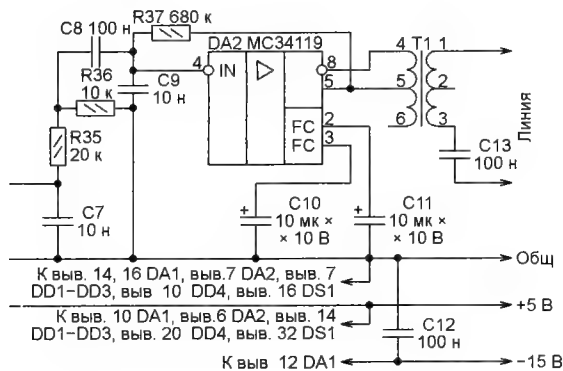 R37 680 к
C8 100 н
DA2 MC34119
R36
10 к
4
IN
8
5
FC
2
FC
3
C9
10 н
4 T1 1
5 2
6 3
R35
20 к
C13
100 н
Линия
C7
10 н
C10
+ 10 мк ×
× 10 В
C11
+ 10 мк ×
× 10 В
Общ
К выв. 14, 16 DA1, выв.7 DA2, выв. 7
DD1–DD3, выв 10 DD4, выв. 16 DS1
+5 В
К выв. 10 DA1, выв.6 DA2, выв. 14
DD1–DD3, выв. 20 DD4, выв. 32 DS1
C12
100 н
К выв 12 DA1
−15 В